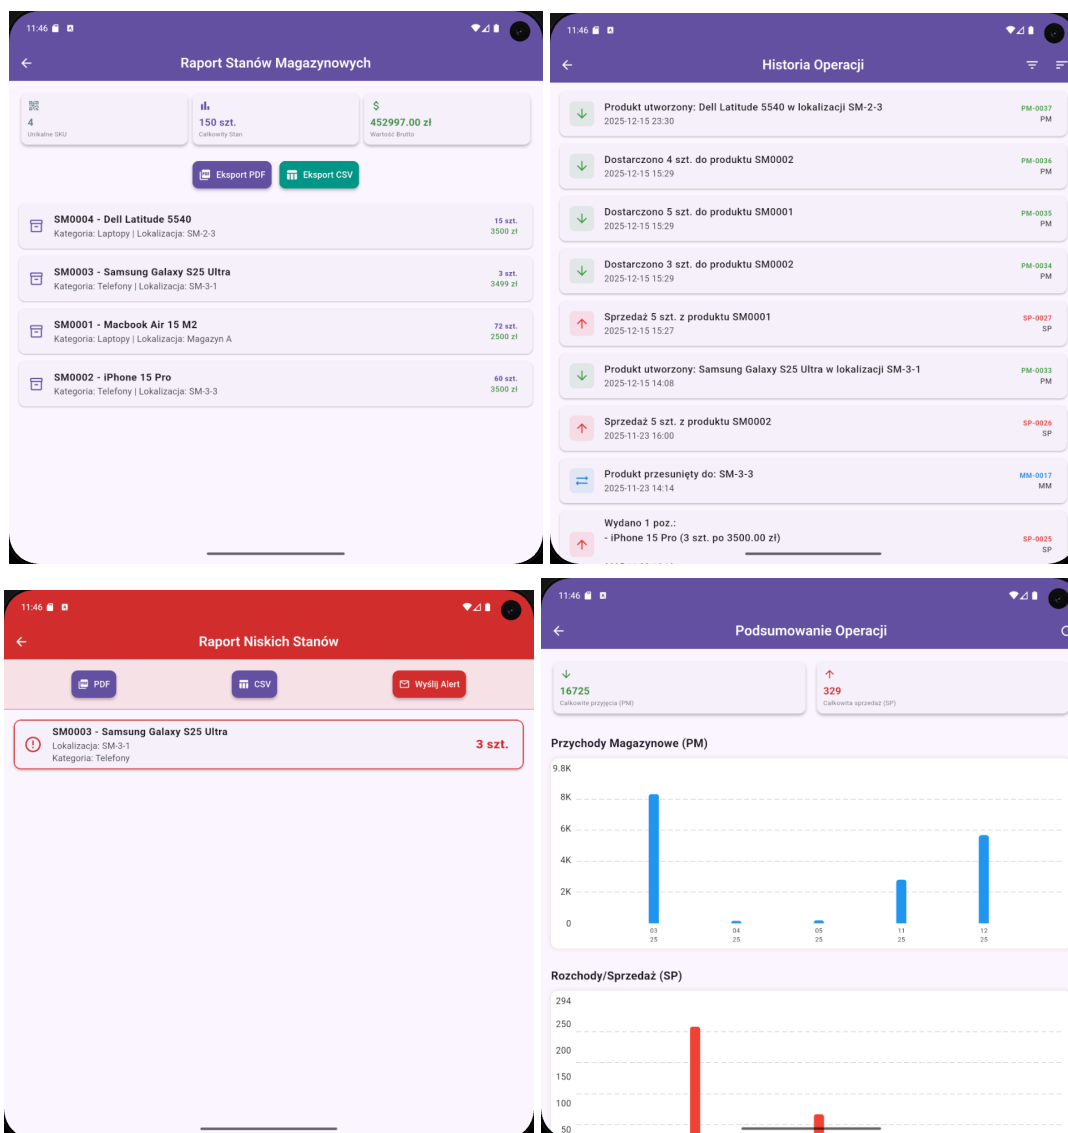 11:46
Raport Stanów Magazynowych
4
Unikalne SKU
150 szt.
Całkowity Stan
$
452997.00 zł
Wartość Brutto
Eksport PDF
Eksport CSV
SM0004 - Dell Latitude 5540
Kategoria: Laptopy | Lokalizacja: SM-2-3
15 szt.
3500 zł
SM0003 - Samsung Galaxy S25 Ultra
Kategoria: Telefony | Lokalizacja: SM-3-1
3 szt.
3499 zł
SM0001 - Macbook Air 15 M2
Kategoria: Laptopy | Lokalizacja: Magazyn A
72 szt.
2500 zł
SM0002 - iPhone 15 Pro
Kategoria: Telefony | Lokalizacja: SM-3-3
60 szt.
3500 zł
11:46
Historia Operacji
Produkt utworzony: Dell Latitude 5540 w lokalizacji SM-2-3
2025-12-15 23:30
PM-0037
PM
Dostarczono 4 szt. do produktu SM0002
2025-12-15 15:29
PM-0036
PM
Dostarczono 5 szt. do produktu SM0001
2025-12-15 15:29
PM-0035
PM
Dostarczono 3 szt. do produktu SM0002
2025-12-15 15:29
PM-0034
PM
Sprzedaż 5 szt. z produktu SM0001
2025-12-15 15:27
SP-0027
SP
Produkt utworzony: Samsung Galaxy S25 Ultra w lokalizacji SM-3-1
2025-12-15 14:08
PM-0033
PM
Sprzedaż 5 szt. z produktu SM0002
2025-11-23 16:00
SP-0026
SP
Produkt przesunięty do: SM-3-3
2025-11-23 14:14
MM-0017
MM
Wydano 1 poz.:
- iPhone 15 Pro (3 szt. po 3500.00 zł)
SP-0025
SP
11:46
Raport Niskich Stanów
PDF
CSV
Wyślij Alert
SM0003 - Samsung Galaxy S25 Ultra
Lokalizacja: SM-3-1
Kategoria: Telefony
3 szt.
11:46
Podsumowanie Operacji
16725
Całkowite przyjęcia (PM)
329
Całkowita sprzedaż (SP)
Przychody Magazynowe (PM)
9.8K
8K
6K
4K
2K
0
03 04 05 11 12
25 25 25 25 25
Rozchody/Sprzedaż (SP)
294
250
200
150
100
50